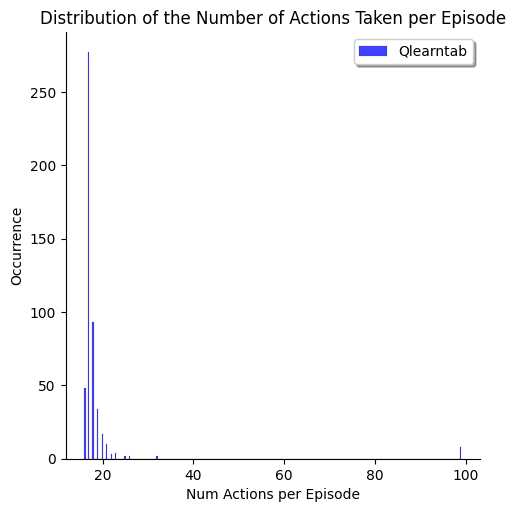 Distribution of the Number of Actions Taken per Episode
Qlearntab
Occurrence
250
200
150
100
50
0
20
40
60
80
100
Num Actions per Episode